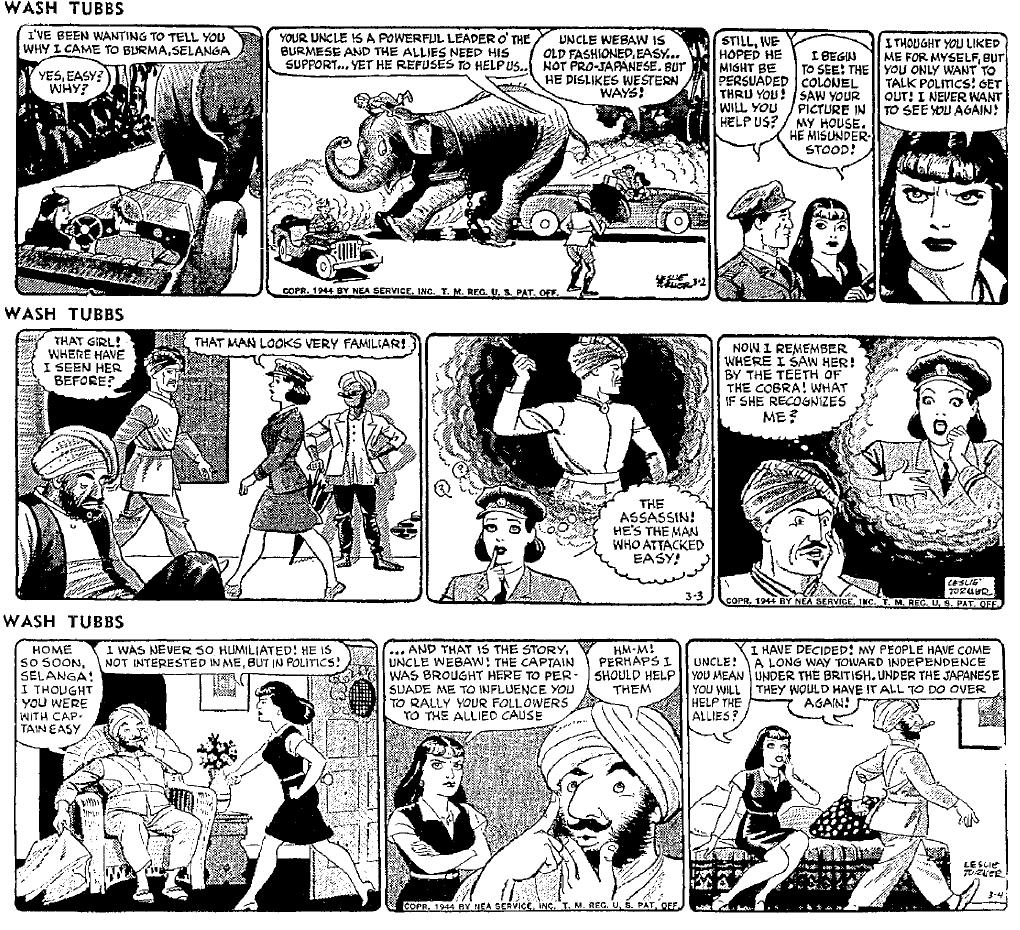 WASH TUBBS
I'VE BEEN WANTING TO TELL YOU
WHY I CAME TO BURMA, SELANGA
YES, EASY?
WHY?
YOUR UNCLE IS A POWERFUL LEADER O' THE
BURMESE AND THE ALLIES NEED HIS
SUPPORT... YET HE REFUSES TO HELP US..
UNCLE WEBAW IS
OLD FASHIONED, EASY...
NOT PRO-JAPANESE. BUT
HE DISLIKES WESTERN
WAYS!
LESLIE
TURNER 3-2
COPR. 1944 BY NEA SERVICE, INC. T. M. REG. U. S. PAT. OFF.
STILL, WE
HOPED HE
MIGHT BE
PERSUADED
THRU YOU!
WILL YOU
HELP US?
I BEGIN
TO SEE! THE
COLONEL
SAW YOUR
PICTURE IN
MY HOUSE.
HE MISUNDER-
STOOD!
I THOUGHT YOU LIKED
ME FOR MYSELF, BUT
YOU ONLY WANT TO
TALK POLITICS! GET
OUT! I NEVER WANT
TO SEE YOU AGAIN!
WASH TUBBS
THAT GIRL!
WHERE HAVE
I SEEN HER
BEFORE?
THAT MAN LOOKS VERY FAMILIAR!
?
?
THE
ASSASSIN!
HE'S THE MAN
WHO ATTACKED
EASY!
3-3
NOW I REMEMBER
WHERE I SAW HER!
BY THE TEETH OF
THE COBRA! WHAT
IF SHE RECOGNIZES
ME?
LESLIE
TURNER
COPR. 1944 BY NEA SERVICE, INC. T. M. REG. U. S. PAT. OFF.
WASH TUBBS
HOME
SO SOON,
SELANGA!
I THOUGHT
YOU WERE
WITH CAP-
TAIN EASY
I WAS NEVER SO HUMILIATED! HE IS
NOT INTERESTED IN ME, BUT IN POLITICS!
... AND THAT IS THE STORY,
UNCLE WEBAW! THE CAPTAIN
WAS BROUGHT HERE TO PER-
SUADE ME TO INFLUENCE YOU
TO RALLY YOUR FOLLOWERS
TO THE ALLIED CAUSE
HM-M!
PERHAPS I
SHOULD HELP
THEM
COPR. 1944 BY NEA SERVICE, INC. T. M. REG. U. S. PAT. OFF.
UNCLE!
YOU MEAN
YOU WILL
HELP THE
ALLIES?
I HAVE DECIDED! MY PEOPLE HAVE COME
A LONG WAY TOWARD INDEPENDENCE
UNDER THE BRITISH. UNDER THE JAPANESE
THEY WOULD HAVE IT ALL TO DO OVER
AGAIN!
LESLIE
TURNER
3-4